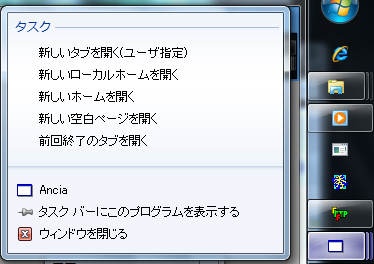 タスク
新しいタブを開く(ユーザ指定)
新しいローカルホームを開く
新しいホームを開く
新しい空白ページを開く
前回終了のタブを開く
Ancia
タスク バーにこのプログラムを表示する
ウィンドウを閉じる
FTP